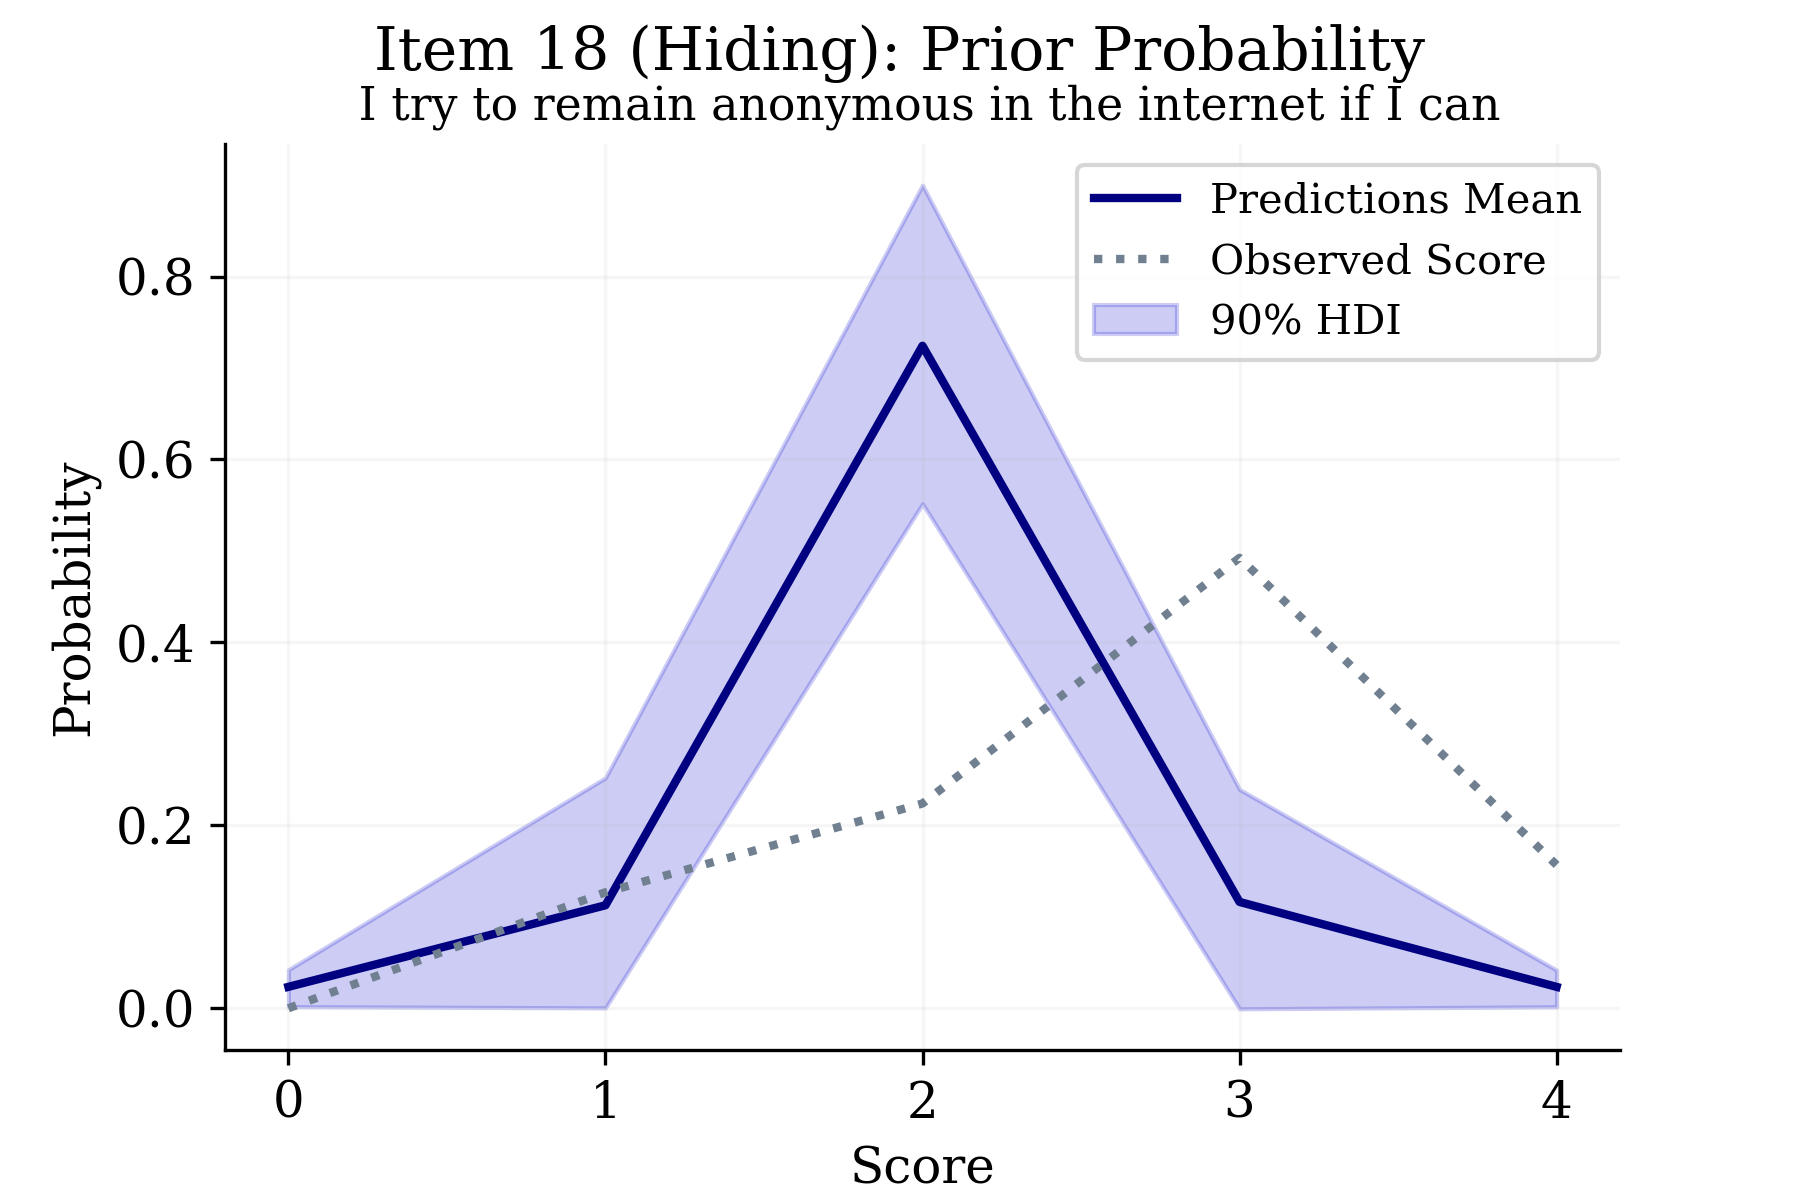 Item 18 (Hiding): Prior Probability
I try to remain anonymous in the internet if I can
Predictions Mean
Observed Score
90% HDI
Probability
0.8
0.6
0.4
0.2
0.0
0 1 2 3 4
Score